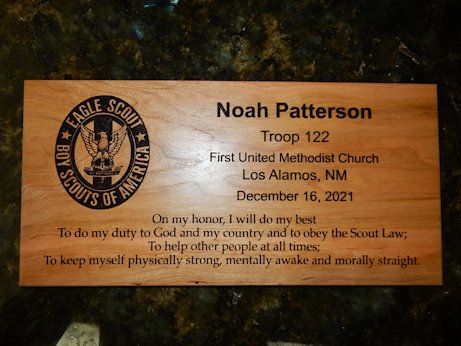 EAGLE SCOUT
BOY SCOUTS OF AMERICA
Noah Patterson
Troop 122
First United Methodist Church
Los Alamos, NM
December 16, 2021
On my honor, I will do my best
To do my duty to God and my country and to obey the Scout Law;
To help other people at all times;
To keep myself physically strong, mentally awake and morally straight.